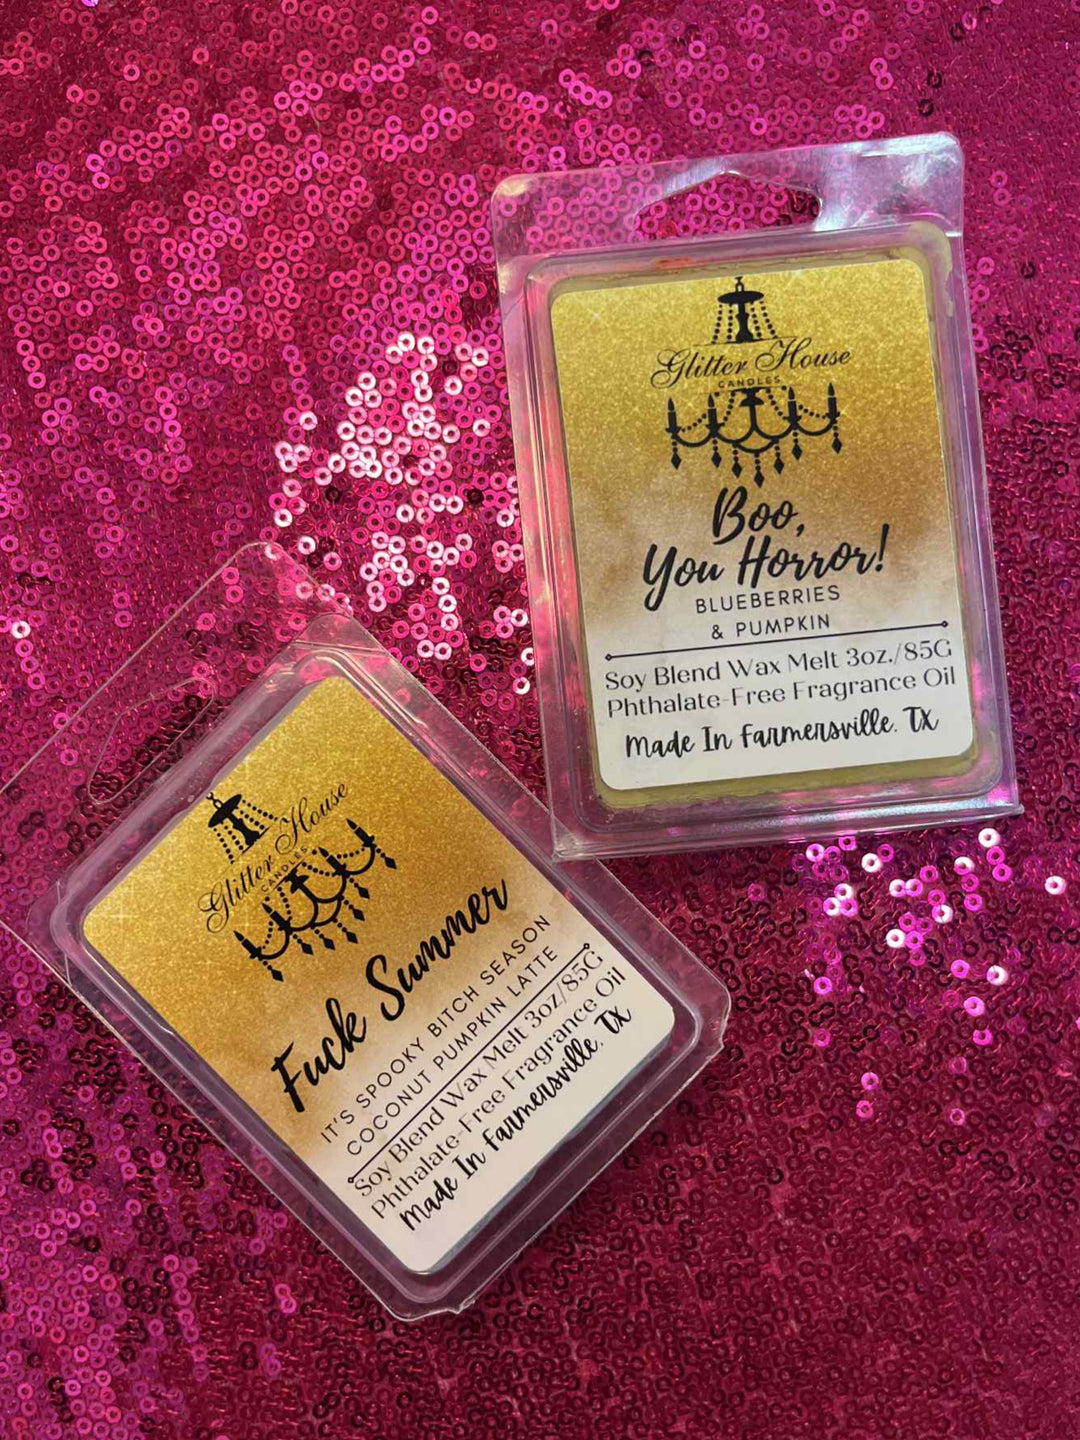 Glitter House
CANDLES
Boo,
You Horror!
BLUEBERRIES
& PUMPKIN
Soy Blend Wax Melt 3oz./85G
Phthalate-Free Fragrance Oil
Made In Farmersville, TX
Glitter House
CANDLES
Fuck Summer
IT'S SPOOKY BITCH SEASON
COCONUT PUMPKIN LATTE
Soy Blend Wax Melt 3oz/85G
Phthalate-Free Fragrance Oil
Made In Farmersville, TX